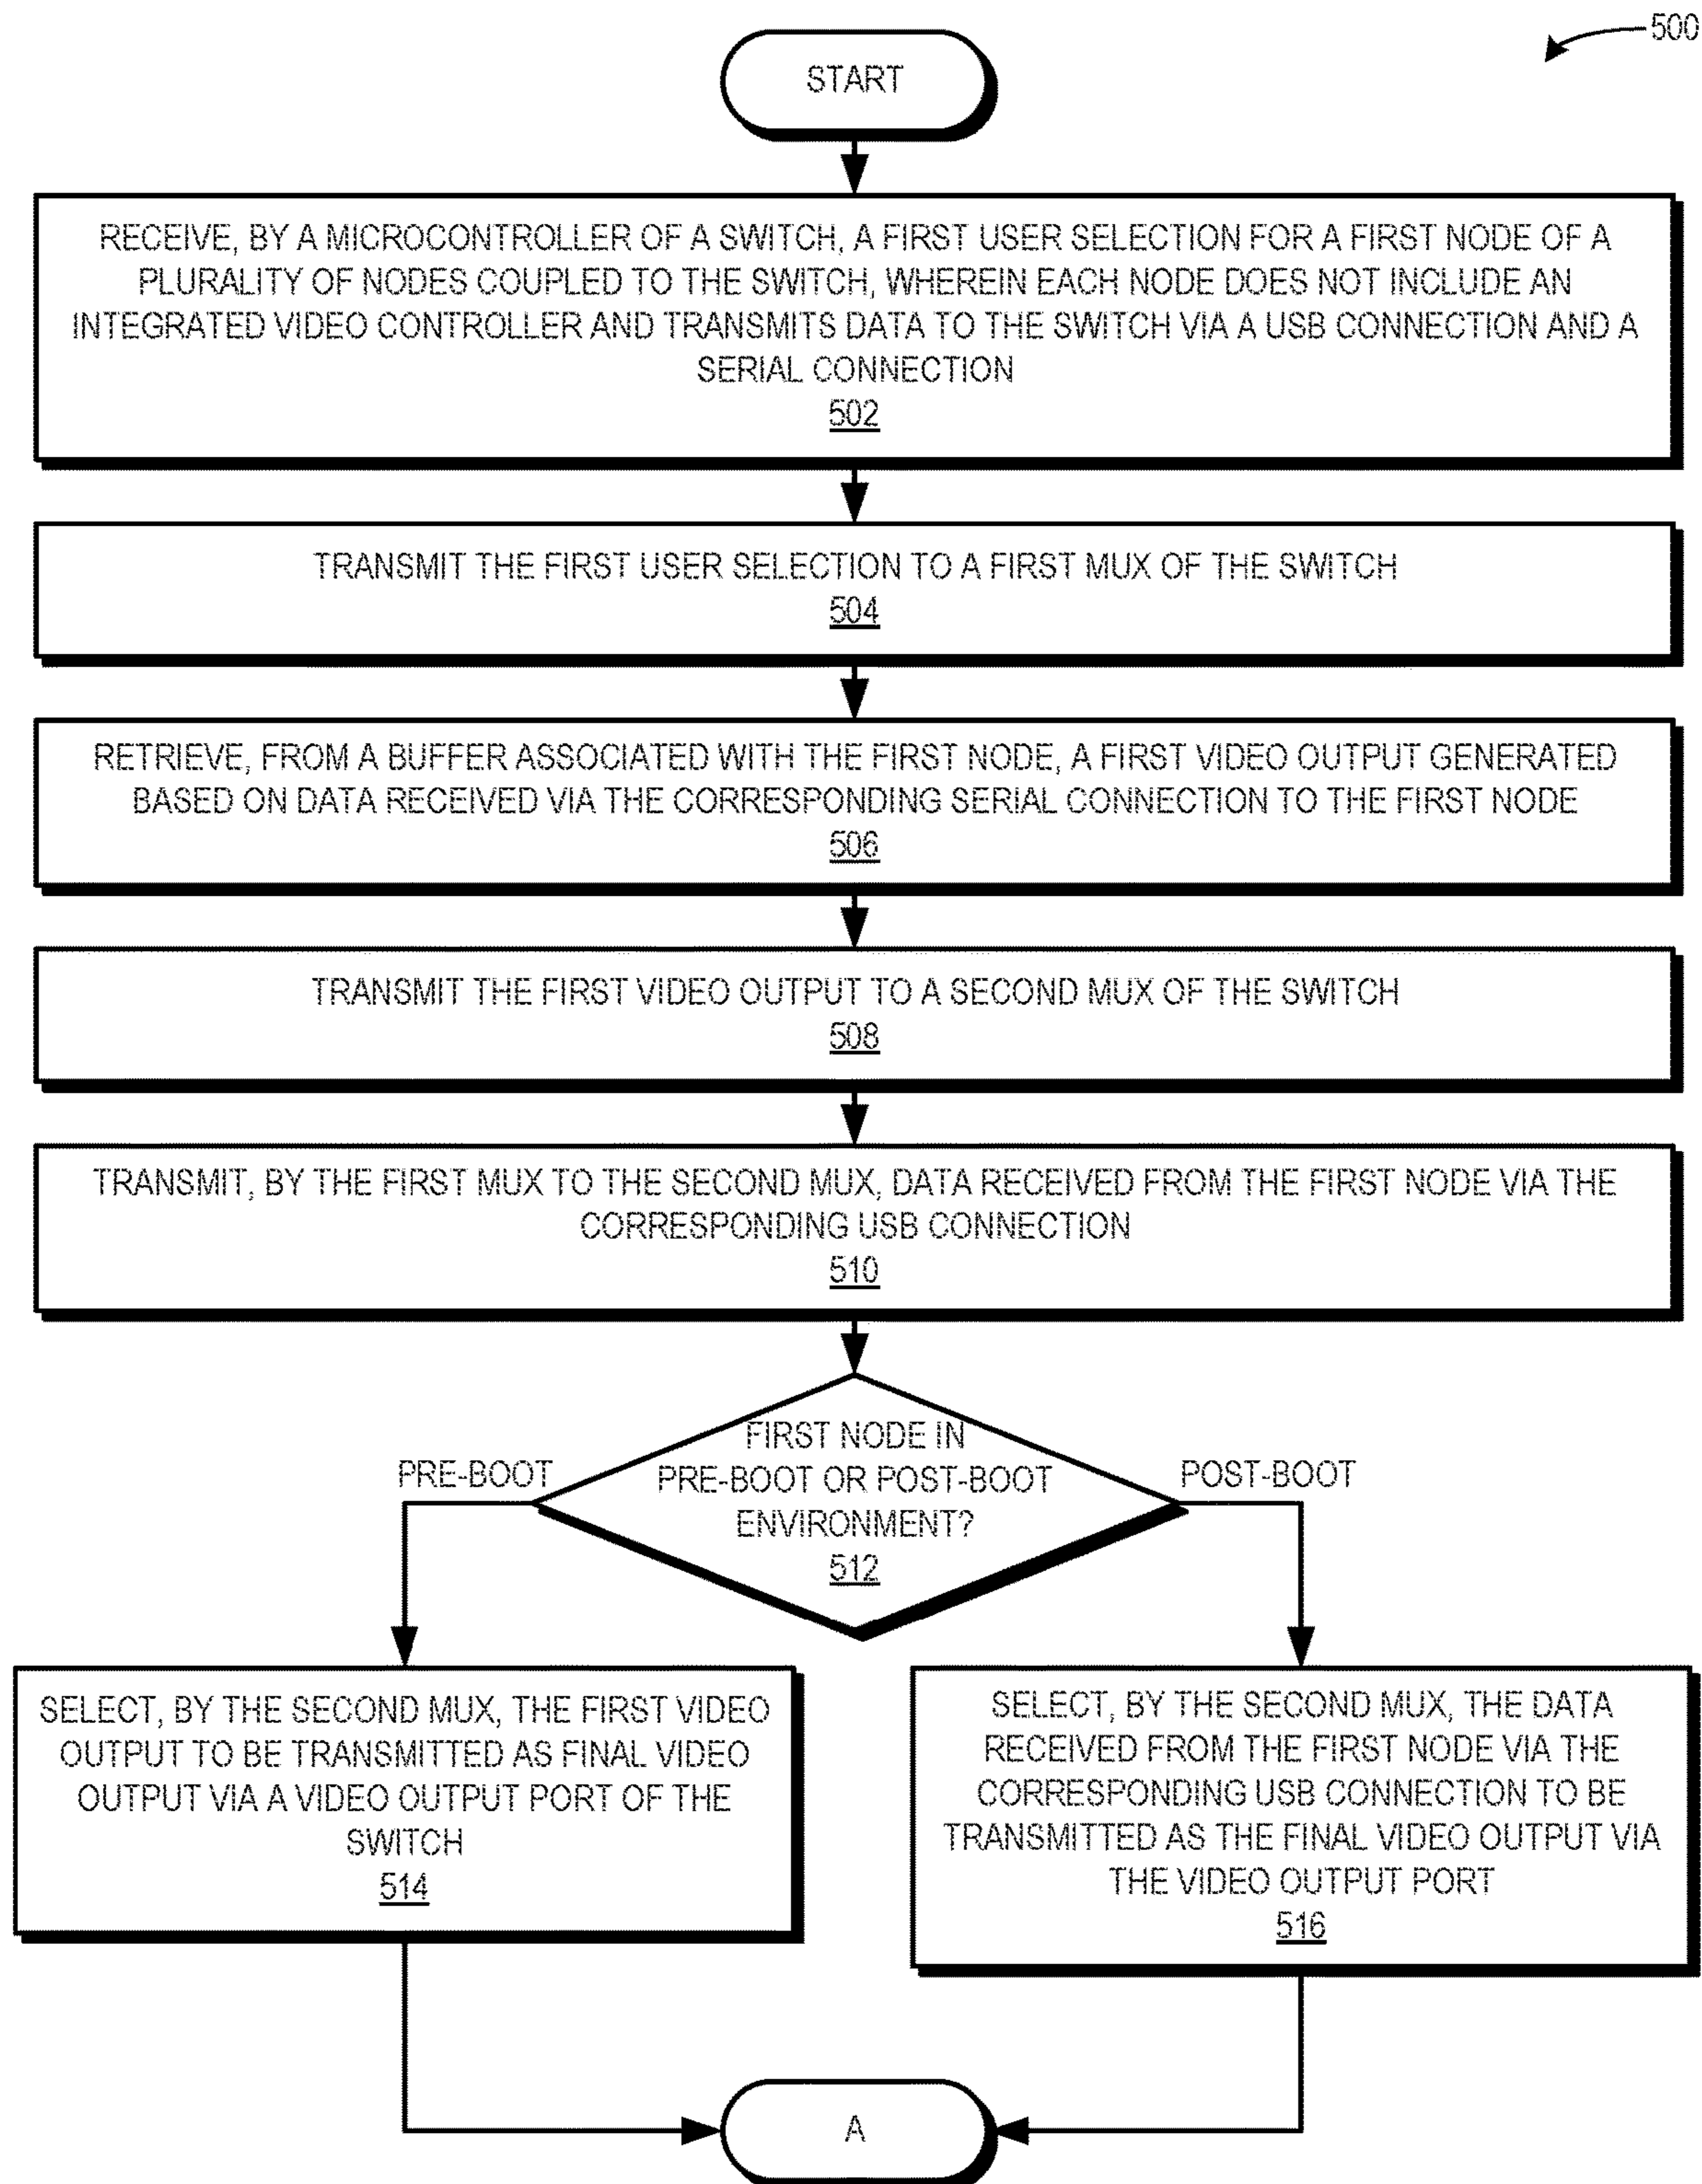 500
START
RECEIVE, BY A MICROCONTROLLER OF A SWITCH, A FIRST USER SELECTION FOR A FIRST NODE OF A
PLURALITY OF NODES COUPLED TO THE SWITCH, WHEREIN EACH NODE DOES NOT INCLUDE AN
INTEGRATED VIDEO CONTROLLER AND TRANSMITS DATA TO THE SWITCH VIA A USB CONNECTION AND A
SERIAL CONNECTION
502
TRANSMIT THE FIRST USER SELECTION TO A FIRST MUX OF THE SWITCH
504
RETRIEVE, FROM A BUFFER ASSOCIATED WITH THE FIRST NODE, A FIRST VIDEO OUTPUT GENERATED
BASED ON DATA RECEIVED VIA THE CORRESPONDING SERIAL CONNECTION TO THE FIRST NODE
506
TRANSMIT THE FIRST VIDEO OUTPUT TO A SECOND MUX OF THE SWITCH
508
TRANSMIT, BY THE FIRST MUX TO THE SECOND MUX, DATA RECEIVED FROM THE FIRST NODE VIA THE
CORRESPONDING USB CONNECTION
510
FIRST NODE IN
PRE-BOOT OR POST-BOOT
ENVIRONMENT?
512
PRE-BOOT
POST-BOOT
SELECT, BY THE SECOND MUX, THE FIRST VIDEO
OUTPUT TO BE TRANSMITTED AS FINAL VIDEO
OUTPUT VIA A VIDEO OUTPUT PORT OF THE
SWITCH
514
SELECT, BY THE SECOND MUX, THE DATA
RECEIVED FROM THE FIRST NODE VIA THE
CORRESPONDING USB CONNECTION TO BE
TRANSMITTED AS THE FINAL VIDEO OUTPUT VIA
THE VIDEO OUTPUT PORT
516
A